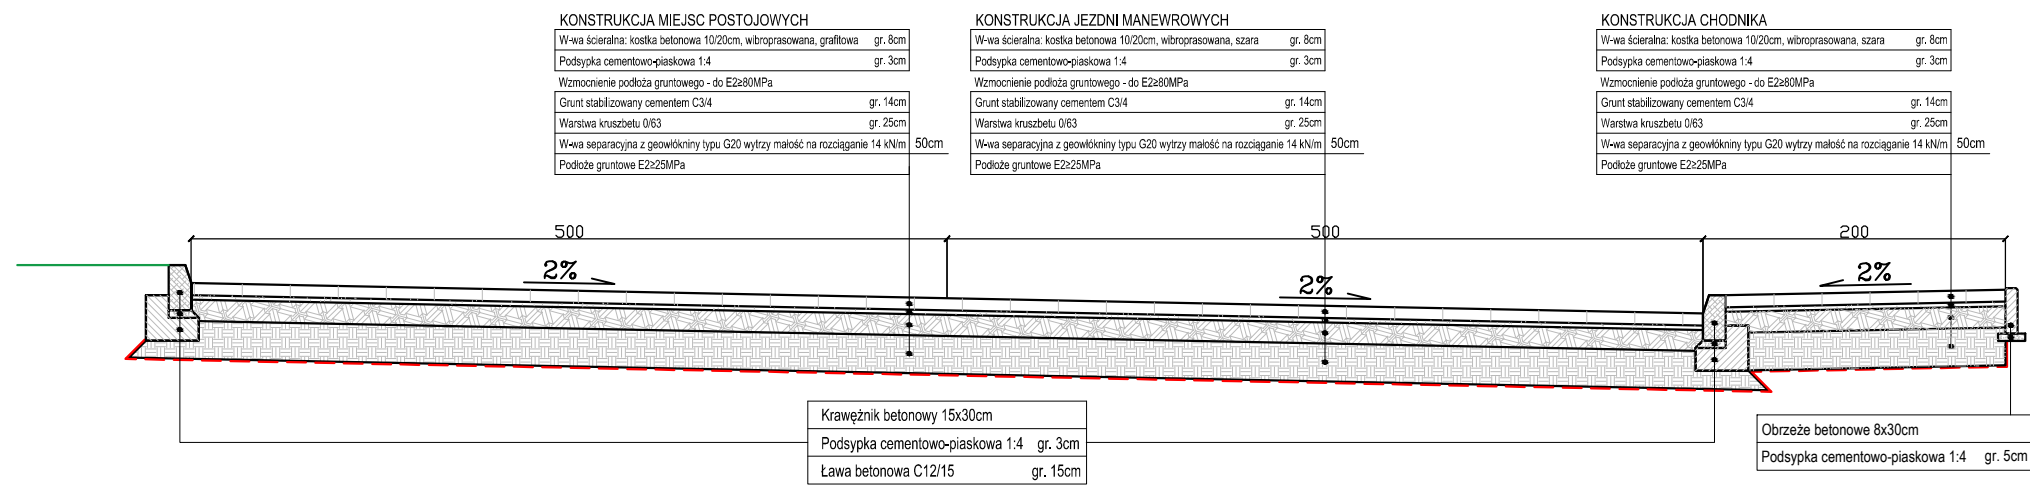 KONSTRUKCJA MIEJSC POSTOJOWYCH
W-wa ścieralna: kostka betonowa 10/20cm, wibroprasowana, grafitowa gr. 8cm
Podsypka cementowo-piaskowa 1:4 gr. 3cm
Wzmocnienie podłoża gruntowego - do E2≥80MPa
Grunt stabilizowany cementem C3/4 gr. 14cm
Warstwa kruszbetu 0/63 gr. 25cm
W-wa separacyjna z geowłókniny typu G20 wytrzy małość na rozciąganie 14 kN/m 50cm
Podłoże gruntowe E2≥25MPa
KONSTRUKCJA JEZDNI MANEWROWYCH
W-wa ścieralna: kostka betonowa 10/20cm, wibroprasowana, szara gr. 8cm
Podsypka cementowo-piaskowa 1:4 gr. 3cm
Wzmocnienie podłoża gruntowego - do E2≥80MPa
Grunt stabilizowany cementem C3/4 gr. 14cm
Warstwa kruszbetu 0/63 gr. 25cm
W-wa separacyjna z geowłókniny typu G20 wytrzy małość na rozciąganie 14 kN/m 50cm
Podłoże gruntowe E2≥25MPa
KONSTRUKCJA CHODNIKA
W-wa ścieralna: kostka betonowa 10/20cm, wibroprasowana, szara gr. 8cm
Podsypka cementowo-piaskowa 1:4 gr. 3cm
Wzmocnienie podłoża gruntowego - do E2≥80MPa
Grunt stabilizowany cementem C3/4 gr. 14cm
Warstwa kruszbetu 0/63 gr. 25cm
W-wa separacyjna z geowłókniny typu G20 wytrzy małość na rozciąganie 14 kN/m 50cm
Podłoże gruntowe E2≥25MPa
500 500 200
2% 2% 2%
Krawężnik betonowy 15x30cm
Podsypka cementowo-piaskowa 1:4 gr. 3cm
Ława betonowa C12/15 gr. 15cm
Obrzeże betonowe 8x30cm
Podsypka cementowo-piaskowa 1:4 gr. 5cm